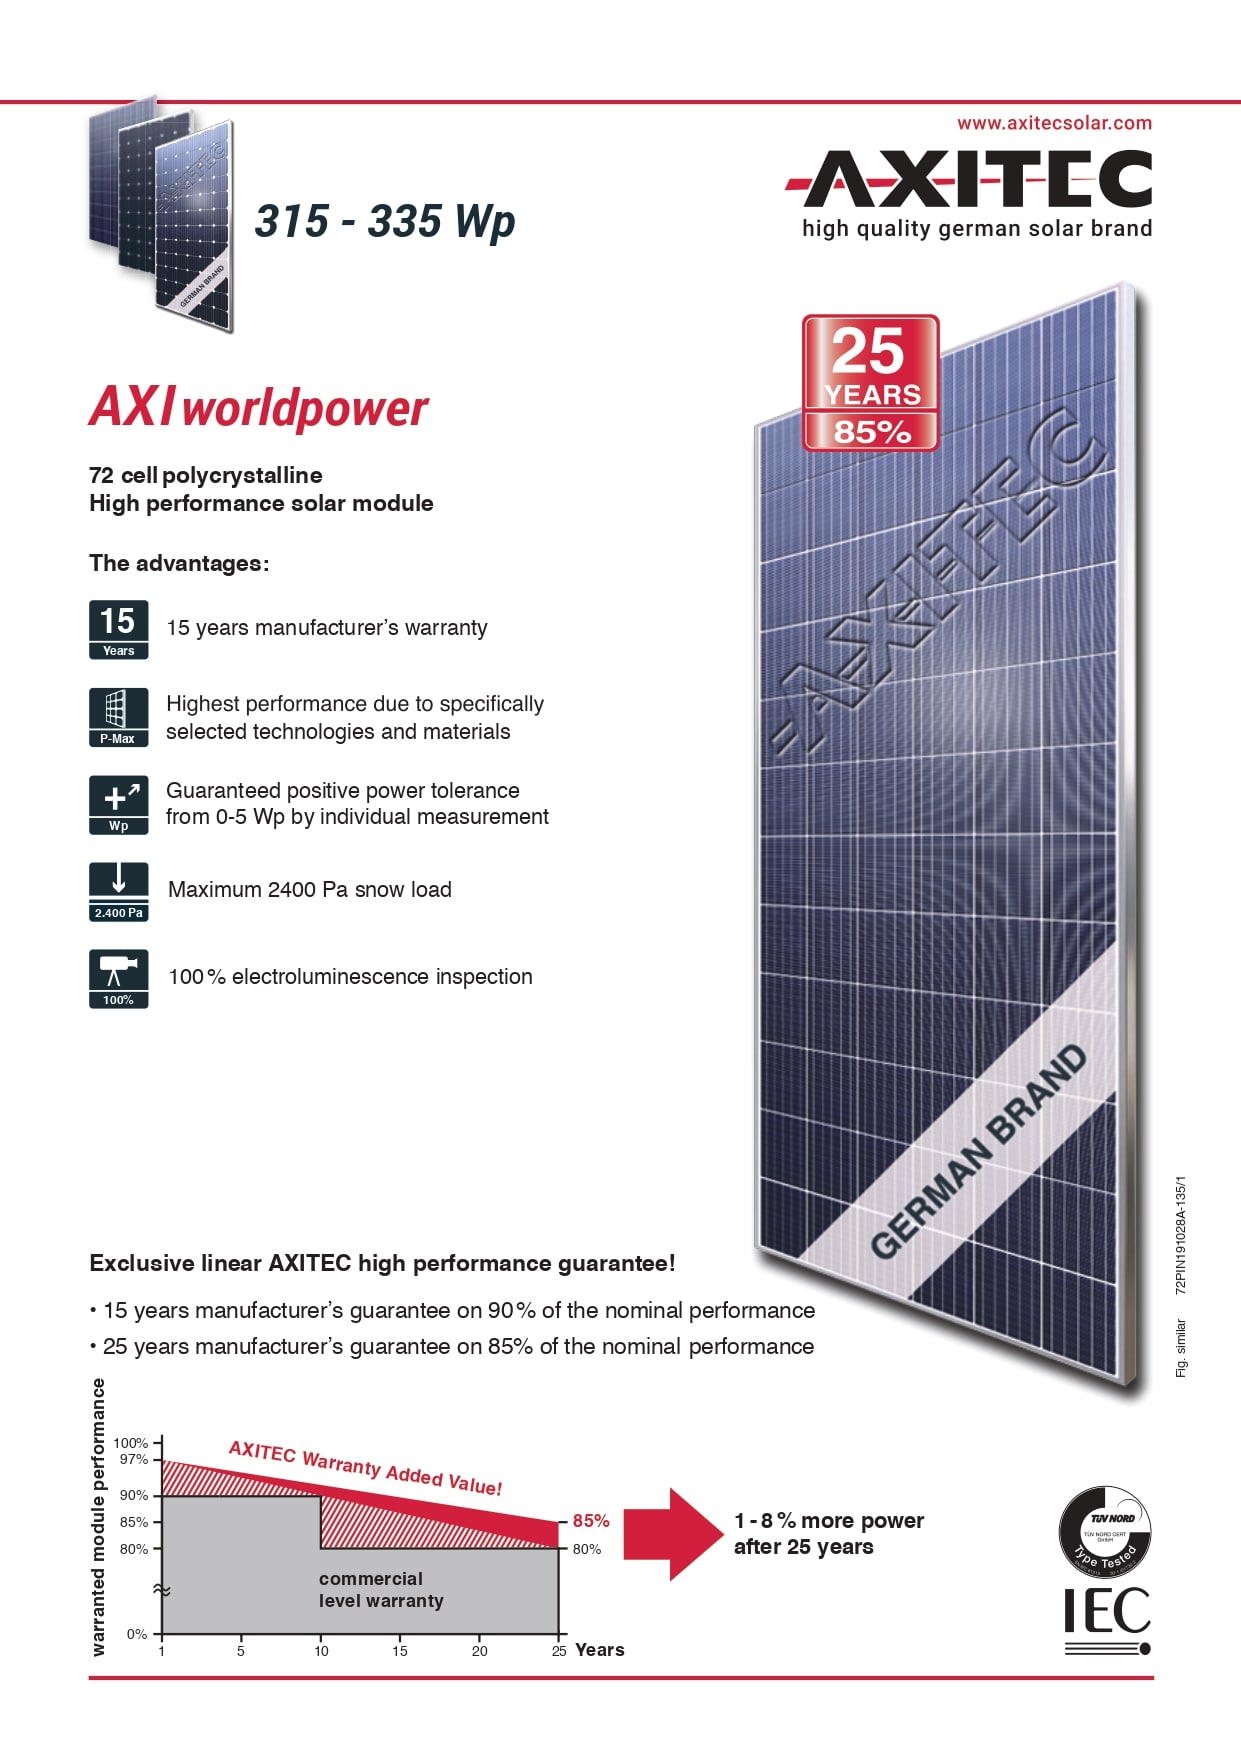 www.axitecsolar.com
AXITEC
high quality german solar brand
AXITEC
GERMAN BRAND
315 - 335 Wp
25
YEARS
85%
AXITEC
GERMAN BRAND
AXI worldpower
72 cell polycrystalline
High performance solar module
The advantages:
15
Years
15 years manufacturer’s warranty
P-Max
Highest performance due to specifically
selected technologies and materials
+
Wp
Guaranteed positive power tolerance
from 0-5 Wp by individual measurement
2.400 Pa
Maximum 2400 Pa snow load
100%
100 % electroluminescence inspection
Fig. similar 72PIN191028A-135/1
Exclusive linear AXITEC high performance guarantee!
• 15 years manufacturer’s guarantee on 90 % of the nominal performance
• 25 years manufacturer’s guarantee on 85% of the nominal performance
warranted module performance
100%
97%
90%
85%
80%
0%
AXITEC Warranty Added Value!
85%
80%
commercial
level warranty
1 5 10 15 20 25 Years
1 - 8 % more power
after 25 years
TÜV NORD
TÜV NORD CERT
GmbH
Type Tested
IEC